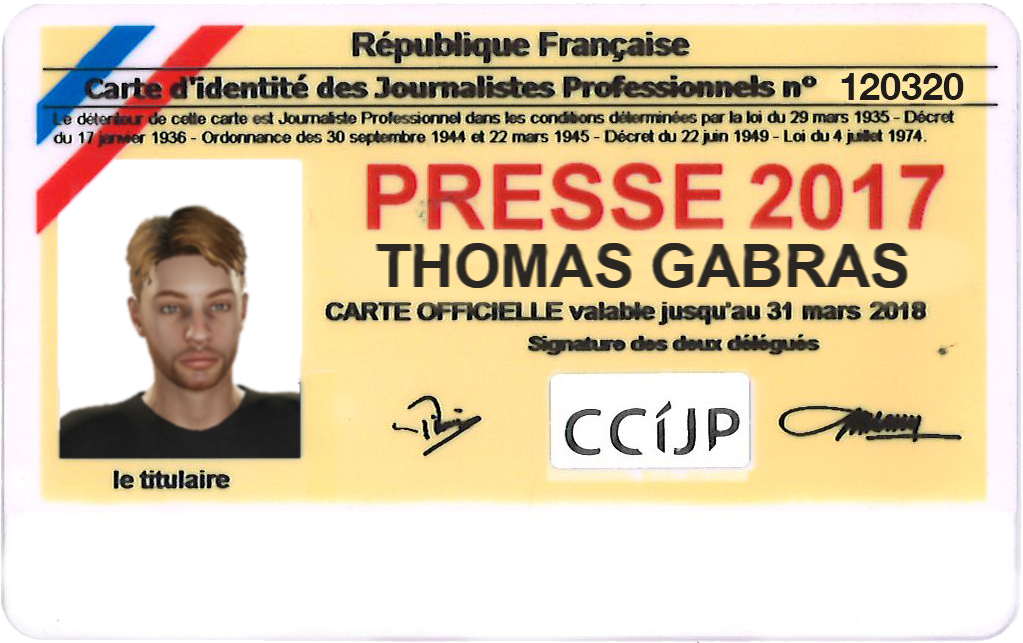 République Française
Carte d'identité des Journalistes Professionnels n° 120320
Le détenteur de cette carte est Journaliste Professionnel dans les conditions déterminées par la loi du 29 mars 1935 - Décret
du 17 janvier 1936 - Ordonnance des 30 septembre 1944 et 22 mars 1945 - Décret du 22 juin 1949 - Loi du 4 juillet 1974.
PRESSE 2017
THOMAS GABRAS
CARTE OFFICIELLE valable jusqu'au 31 mars 2018
Signature des deux délégués
CCiJP
le titulaire